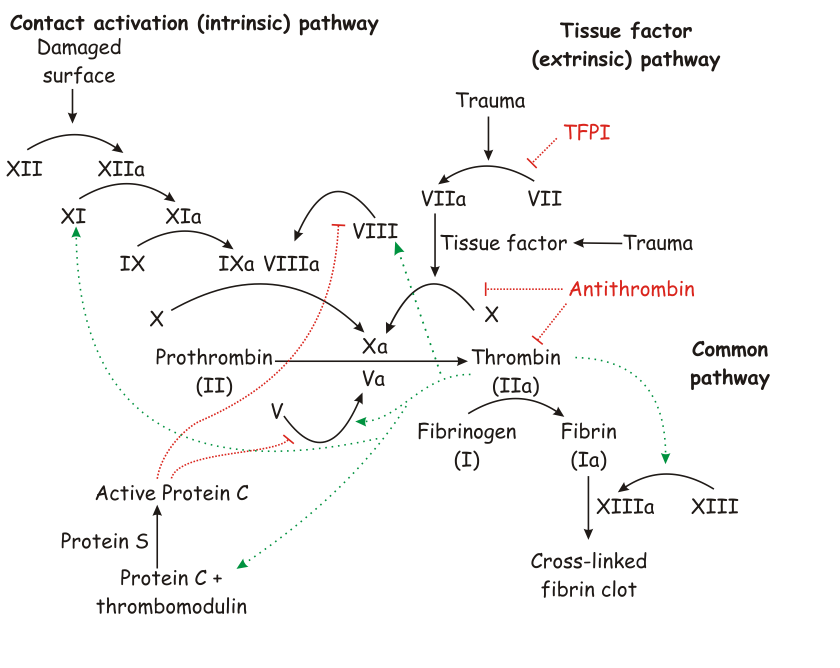 Contact activation (intrinsic) pathway
Damaged
surface
Tissue factor
(extrinsic) pathway
Trauma
TFPI
XII
XIIa
VIIa
VII
XI
XIa
VIII
Tissue factor
Trauma
IX
IXa
VIIIa
Antithrombin
X
X
Xa
Prothrombin
(II)
Thrombin
(IIa)
Common
pathway
Va
V
Fibrinogen
(I)
Fibrin
(Ia)
Active Protein C
XIIIa
XIII
Protein S
Cross-linked
fibrin clot
Protein C +
thrombomodulin